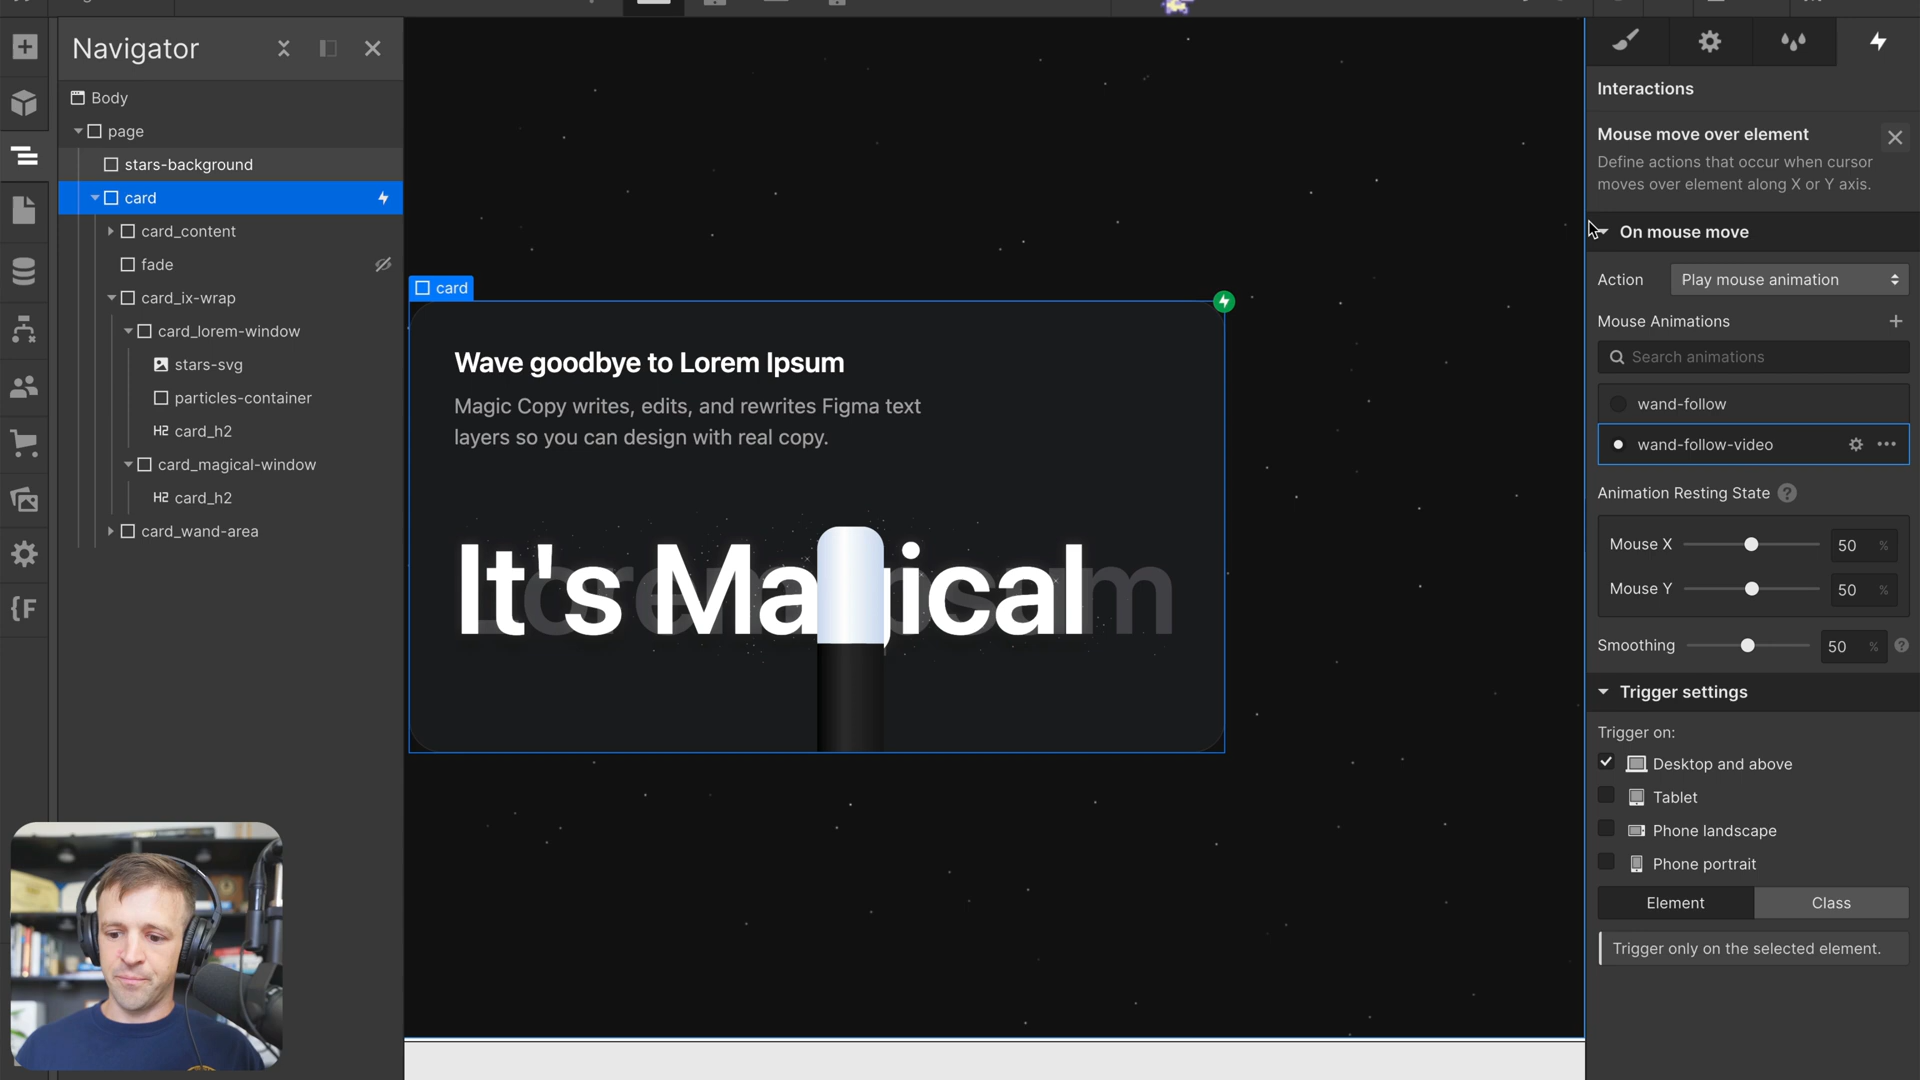 Navigator
Body
page
stars-background
card
card_content
fade
card_ix-wrap
card_lorem-window
stars-svg
particles-container
H2 card_h2
card_magical-window
H2 card_h2
card_wand-area
{F
card
Wave goodbye to Lorem Ipsum
Magic Copy writes, edits, and rewrites Figma text
layers so you can design with real copy.
It's Magical
Lorem Ipsum
Interactions
Mouse move over element
Define actions that occur when cursor
moves over element along X or Y axis.
On mouse move
Action Play mouse animation
Mouse Animations
Search animations
wand-follow
wand-follow-video
Animation Resting State ?
Mouse X 50 %
Mouse Y 50 %
Smoothing 50 % ?
Trigger settings
Trigger on:
Desktop and above
Tablet
Phone landscape
Phone portrait
Element Class
Trigger only on the selected element.